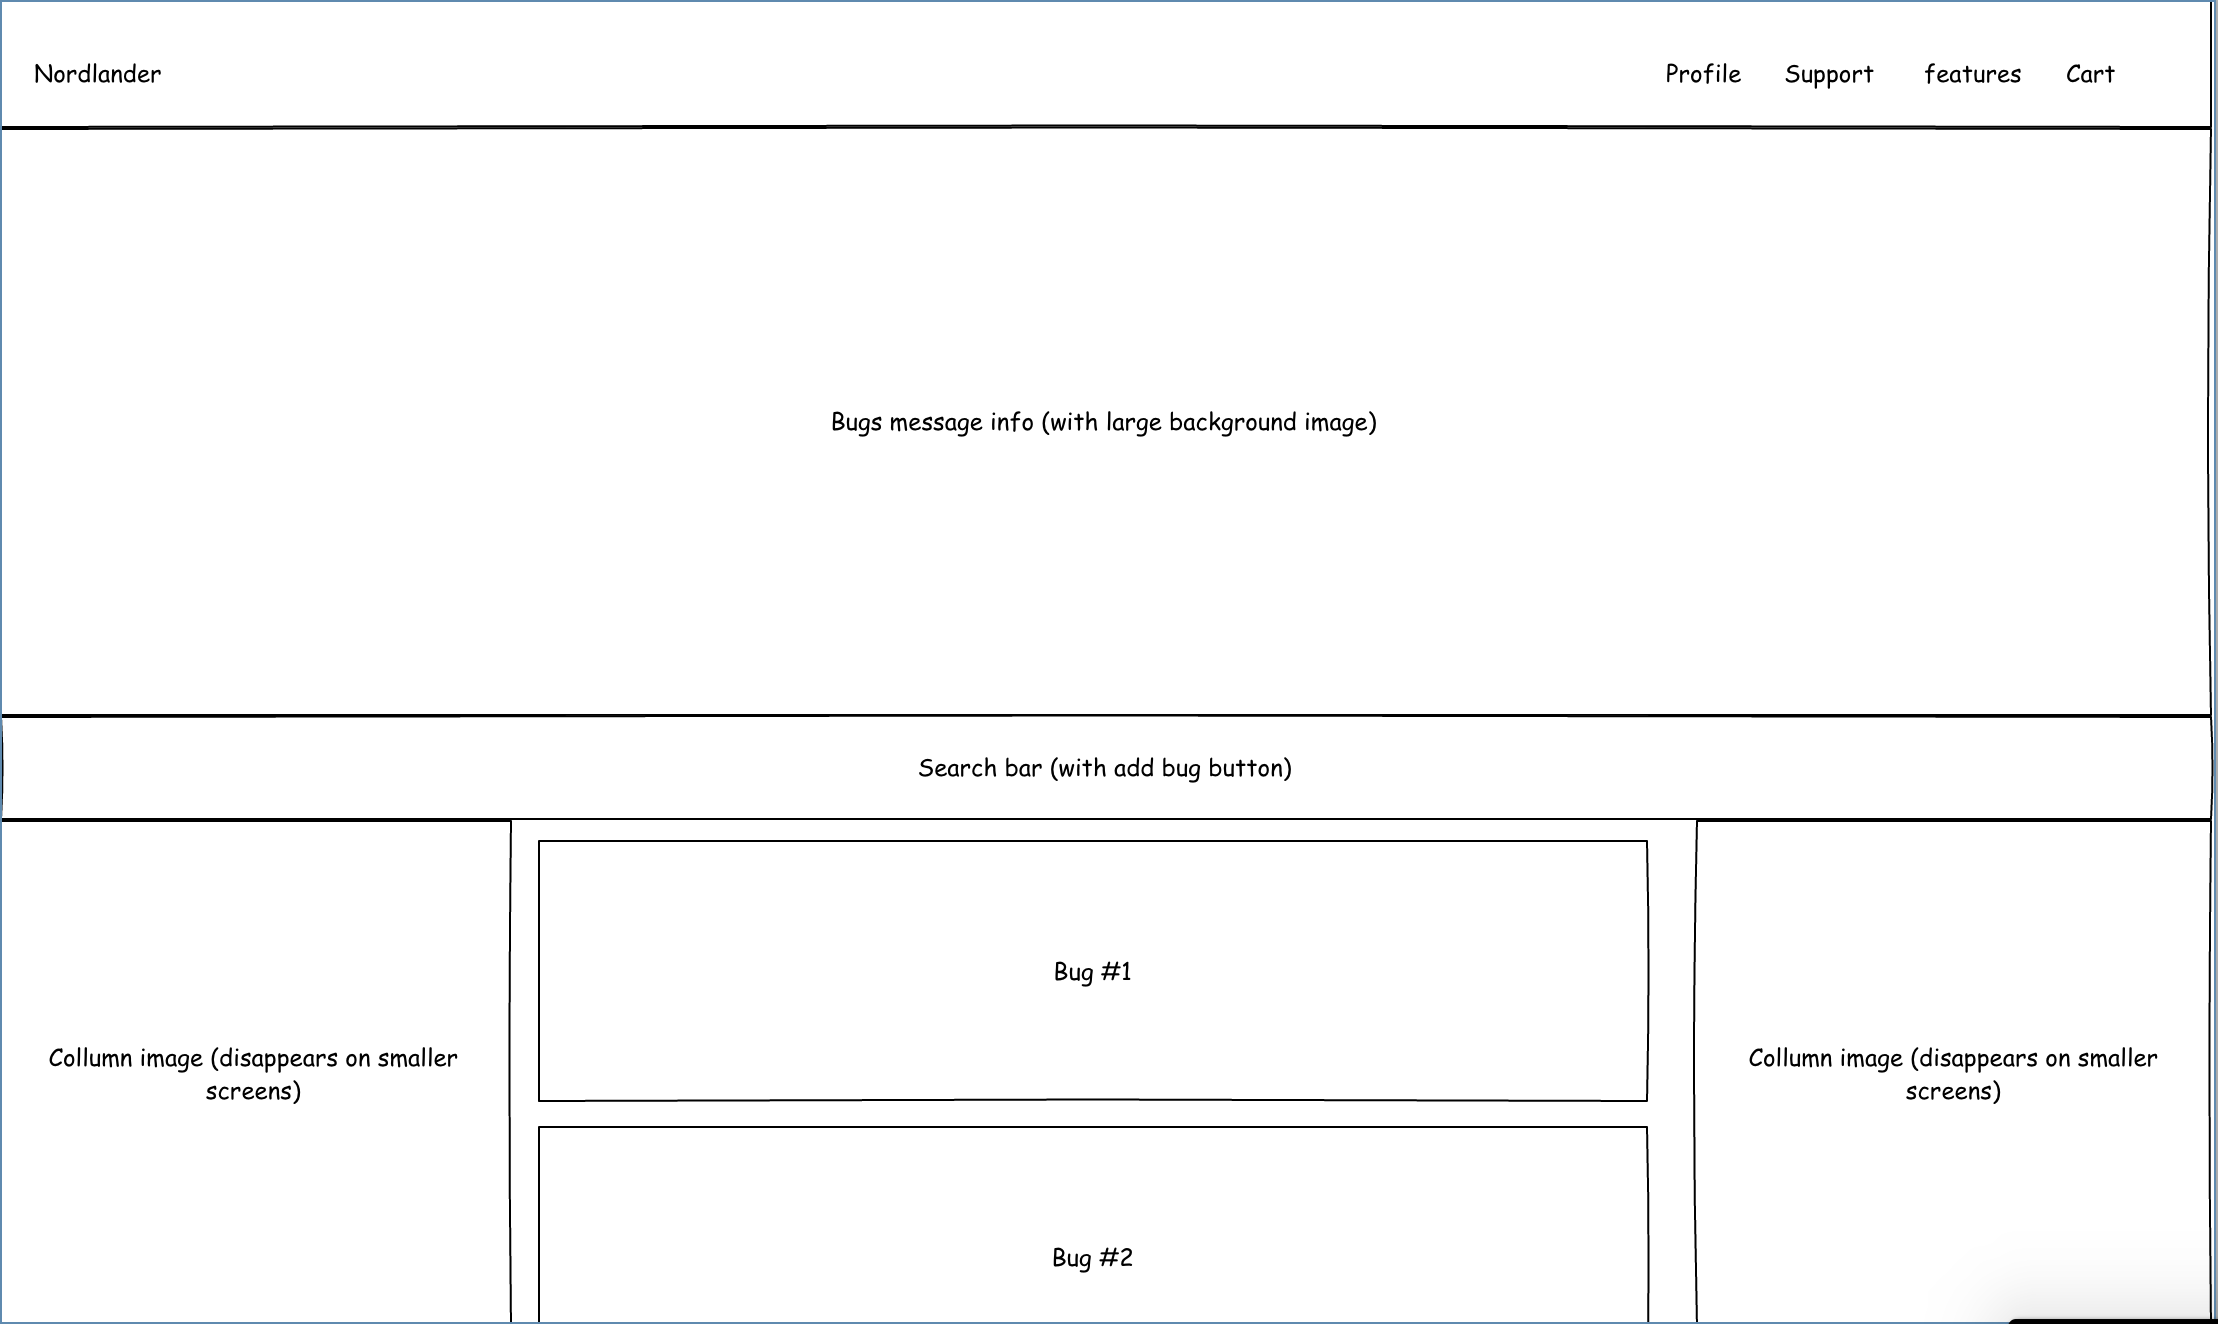 Nordlander
Profile Support features Cart
Bugs message info (with large background image)
Search bar (with add bug button)
Bug #1
Collumn image (disappears on smaller
screens)
Collumn image (disappears on smaller
screens)
Bug #2